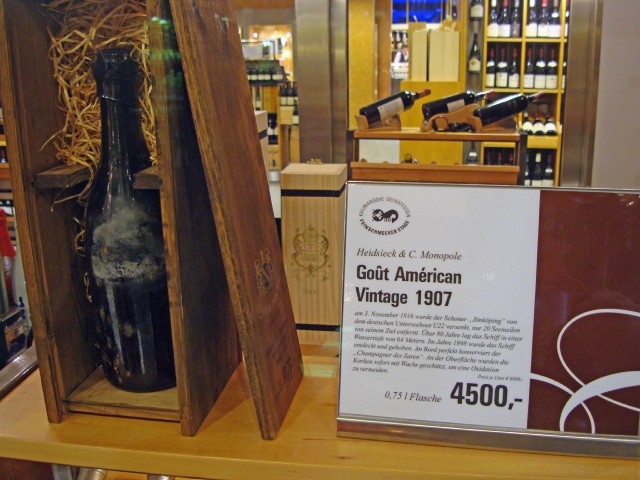 KULINARISCHE DELIKATESSEN
FEINSCHMECKER ETAGE
Heidsieck & C. Monopole
Goût Américan
Vintage 1907
am 3. November 1916 wurde der Schoner „Jönköping" von
dem deutschen Unterseeboot U22 versenkt, nur 20 Seemeilen
von seinem Ziel entfernt. Über 80 Jahre lag das Schiff in einer
Wassertiefe von 64 Metern. Im Jahre 1998 wurde das Schiff
entdeckt und gehoben. An Bord perfekt konserviert der
„Champagner des Zaren". An der Oberfläche wurden die
Korken sofort mit Wachs geschützt, um eine Oxidation
zu vermeiden.
0,75 l Flasche
4500,-